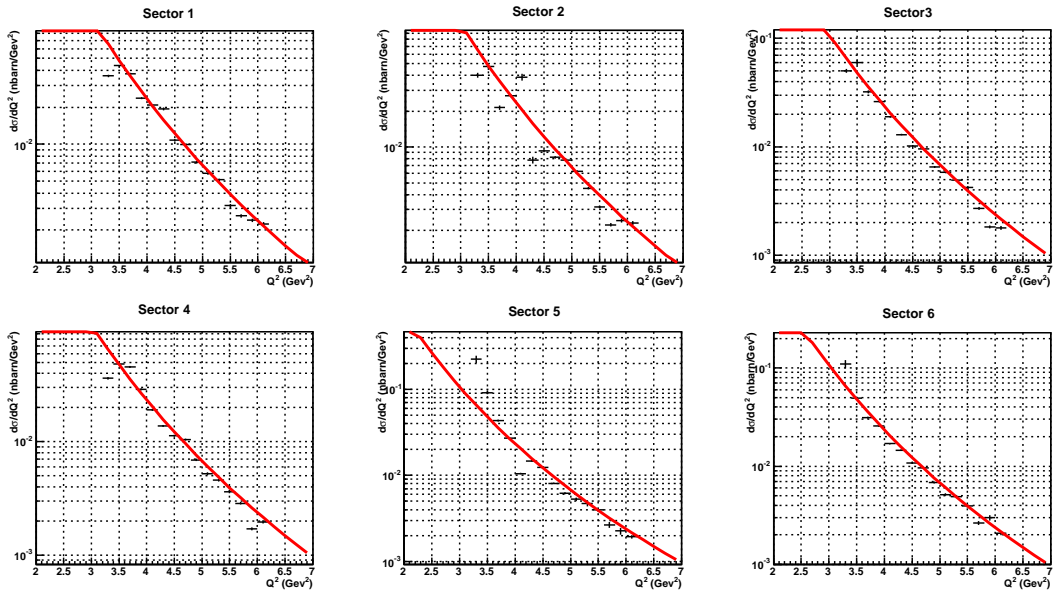 Sector 1
dσ/dQ² (nbarn/Gev²)
10⁻²
2 2.5 3 3.5 4 4.5 5 5.5 6 6.5 7
Q² (Gev²)
Sector 2
dσ/dQ² (nbarn/Gev²)
10⁻²
2 2.5 3 3.5 4 4.5 5 5.5 6 6.5 7
Q² (Gev²)
Sector3
dσ/dQ² (nbarn/Gev²)
10⁻¹
10⁻²
10⁻³
2 2.5 3 3.5 4 4.5 5 5.5 6 6.5 7
Q² (Gev²)
Sector 4
dσ/dQ² (nbarn/Gev²)
10⁻²
10⁻³
2 2.5 3 3.5 4 4.5 5 5.5 6 6.5 7
Q² (Gev²)
Sector 5
dσ/dQ² (nbarn/Gev²)
10⁻¹
10⁻²
10⁻³
2 2.5 3 3.5 4 4.5 5 5.5 6 6.5 7
Q² (Gev²)
Sector 6
dσ/dQ² (nbarn/Gev²)
10⁻¹
10⁻²
10⁻³
2 2.5 3 3.5 4 4.5 5 5.5 6 6.5 7
Q² (Gev²)